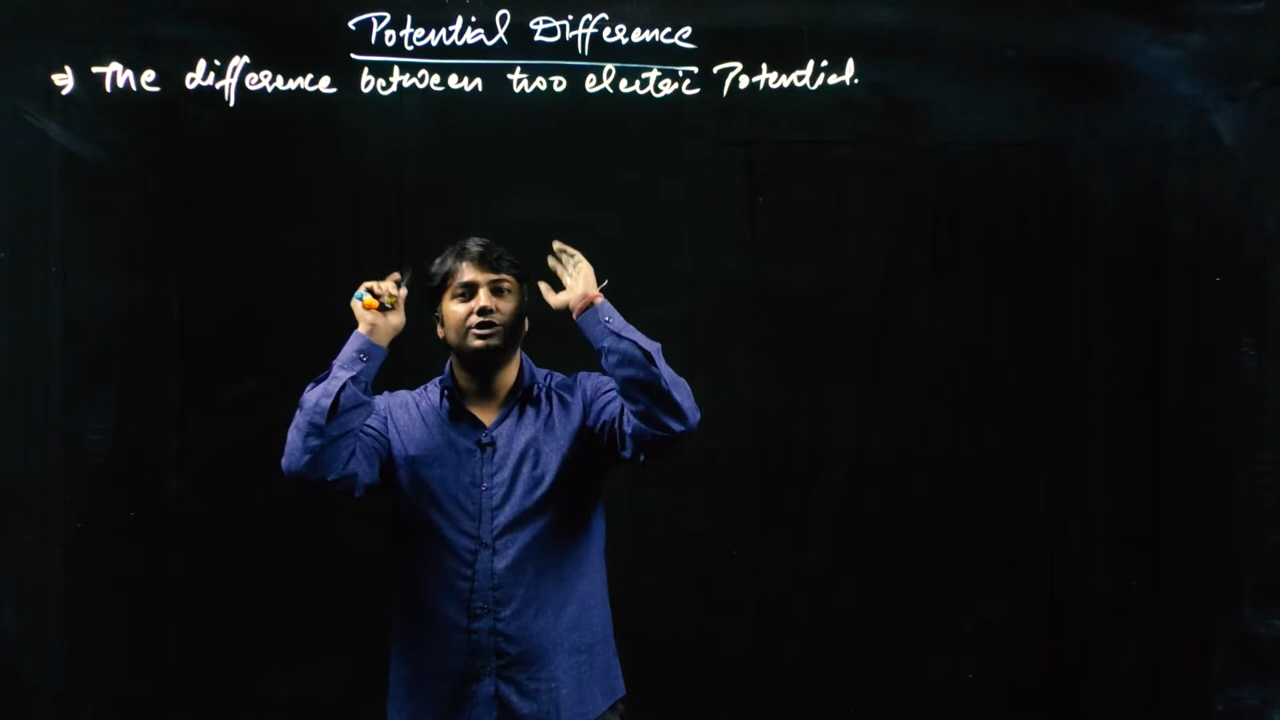 Potential Difference
⇒ The difference between two electric Potential.